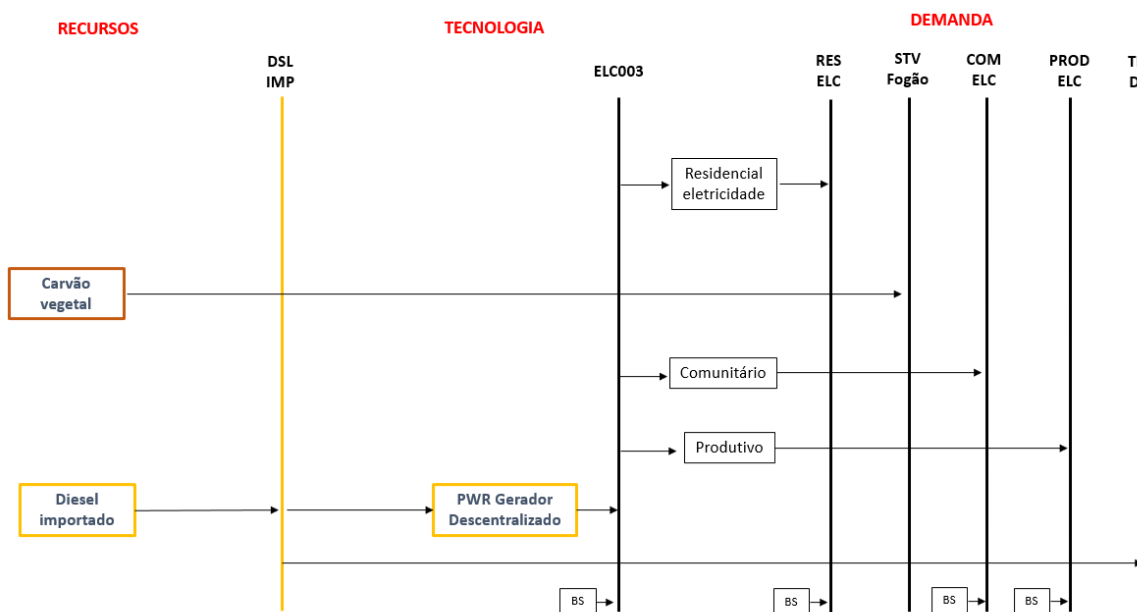 RECURSOS
TECNOLOGIA
DEMANDA
DSL
IMP
ELC003
RES
ELC
STV
Fogão
COM
ELC
PROD
ELC
Residencial
eletricidade
Carvão
vegetal
Comunitário
Produtivo
Diesel
importado
PWR Gerador
Descentralizado
BS
BS
BS
BS